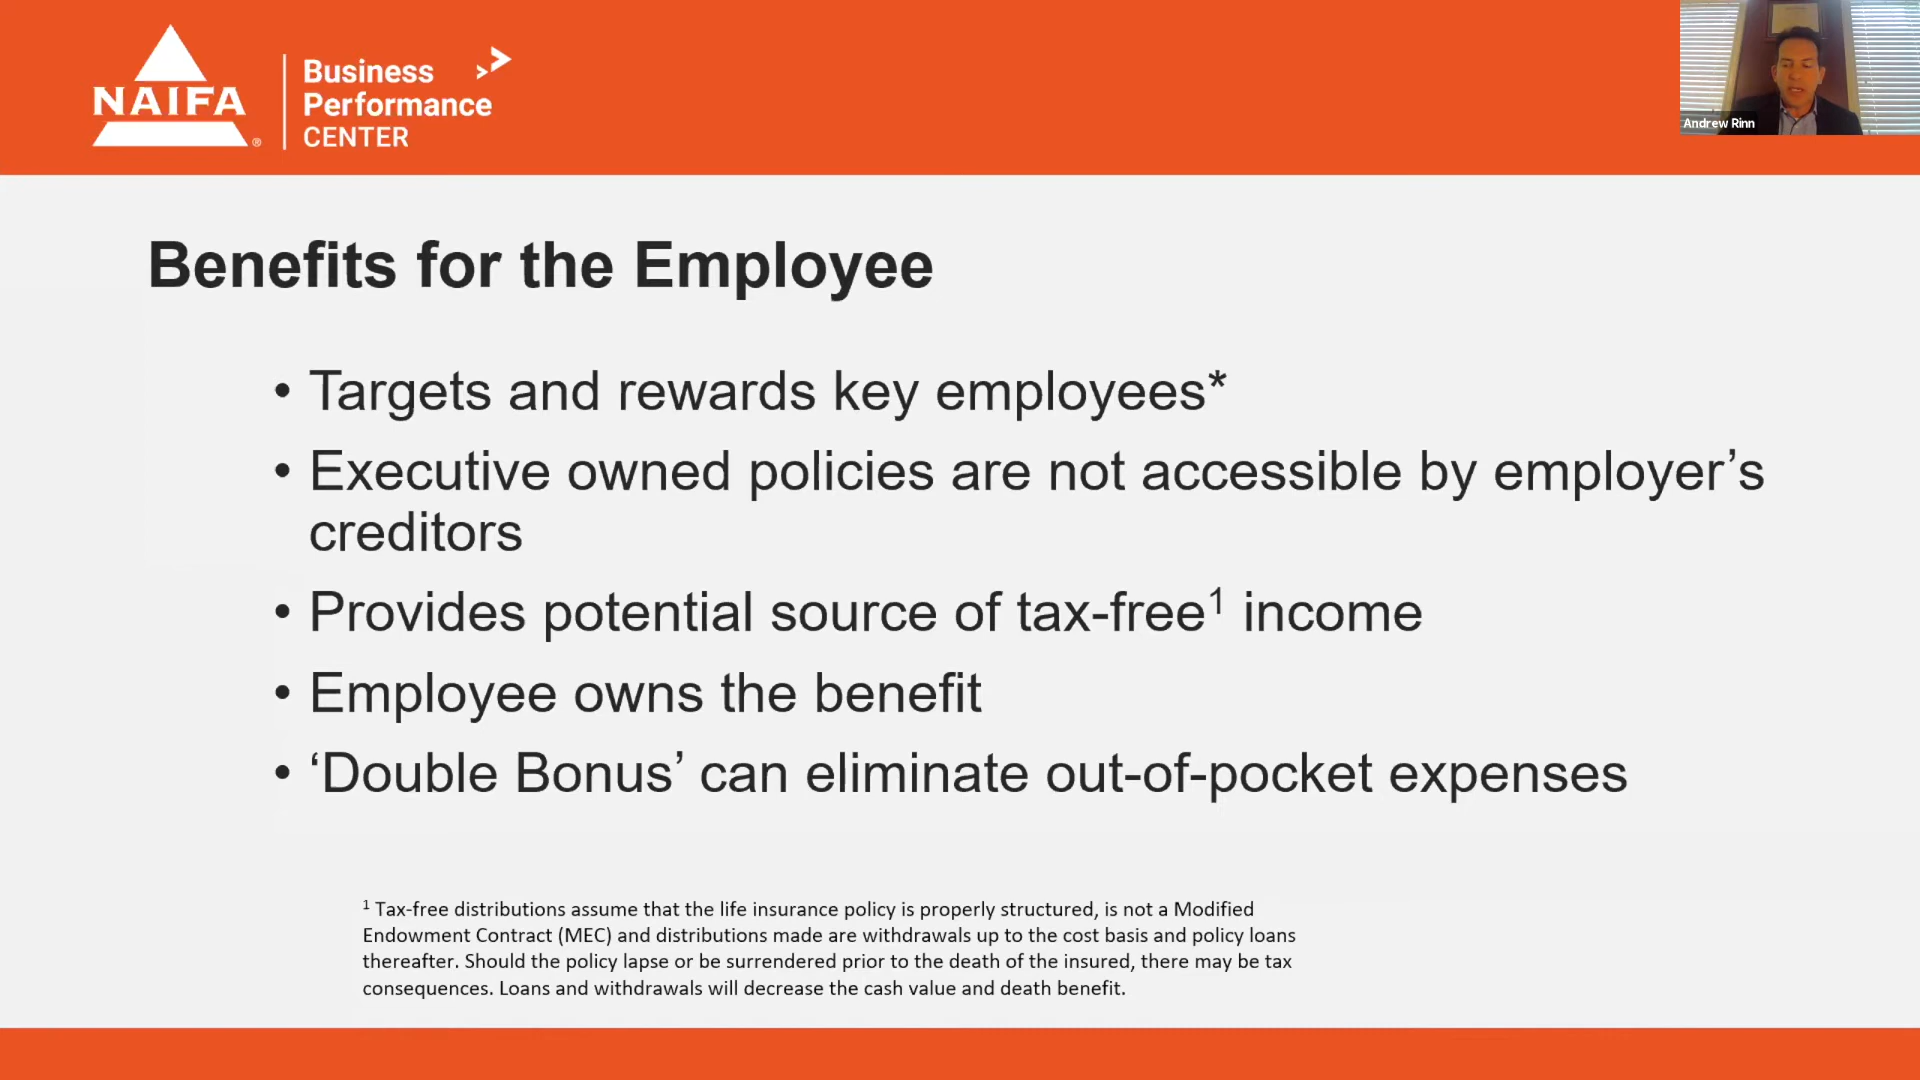 NAIFA®
Business
Performance
CENTER
Andrew Rinn
Benefits for the Employee
• Targets and rewards key employees*
• Executive owned policies are not accessible by employer’s
creditors
• Provides potential source of tax-free¹ income
• Employee owns the benefit
• ‘Double Bonus’ can eliminate out-of-pocket expenses
¹ Tax-free distributions assume that the life insurance policy is properly structured, is not a Modified
Endowment Contract (MEC) and distributions made are withdrawals up to the cost basis and policy loans
thereafter. Should the policy lapse or be surrendered prior to the death of the insured, there may be tax
consequences. Loans and withdrawals will decrease the cash value and death benefit.